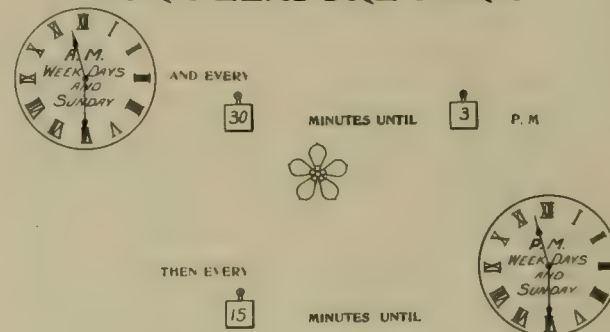 A. M.
WEEK DAYS
AND
SUNDAY
AND EVERY
30 MINUTES UNTIL 3 P. M
P. M.
WEEK DAYS
AND
SUNDAY
THEN EVERY
15 MINUTES UNTIL